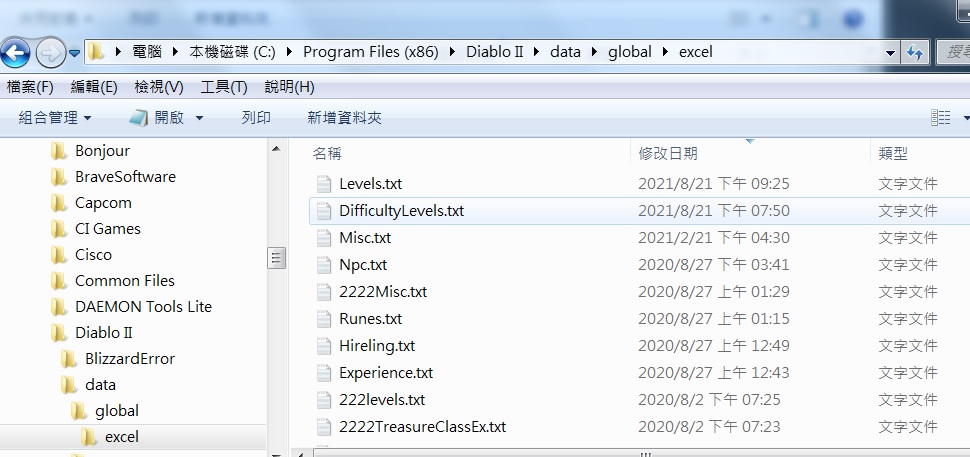 電腦 本機磁碟 (C:) Program Files (x86) Diablo II data global excel
檔案(F) 編輯(E) 檢視(V) 工具(T) 說明(H)
組合管理 開啟 列印 新增資料夾
Bonjour
BraveSoftware
Capcom
CI Games
Cisco
Common Files
DAEMON Tools Lite
Diablo II
BlizzardError
data
global
excel
名稱 修改日期 類型
Levels.txt 2021/8/21 下午 09:25 文字文件
DifficultyLevels.txt 2021/8/21 下午 07:50 文字文件
Misc.txt 2021/2/21 下午 04:30 文字文件
Npc.txt 2020/8/27 下午 03:41 文字文件
2222Misc.txt 2020/8/27 上午 01:29 文字文件
Runes.txt 2020/8/27 上午 01:15 文字文件
Hireling.txt 2020/8/27 上午 12:49 文字文件
Experience.txt 2020/8/27 上午 12:43 文字文件
222levels.txt 2020/8/2 下午 07:25 文字文件
2222TreasureClassEx.txt 2020/8/2 下午 07:23 文字文件